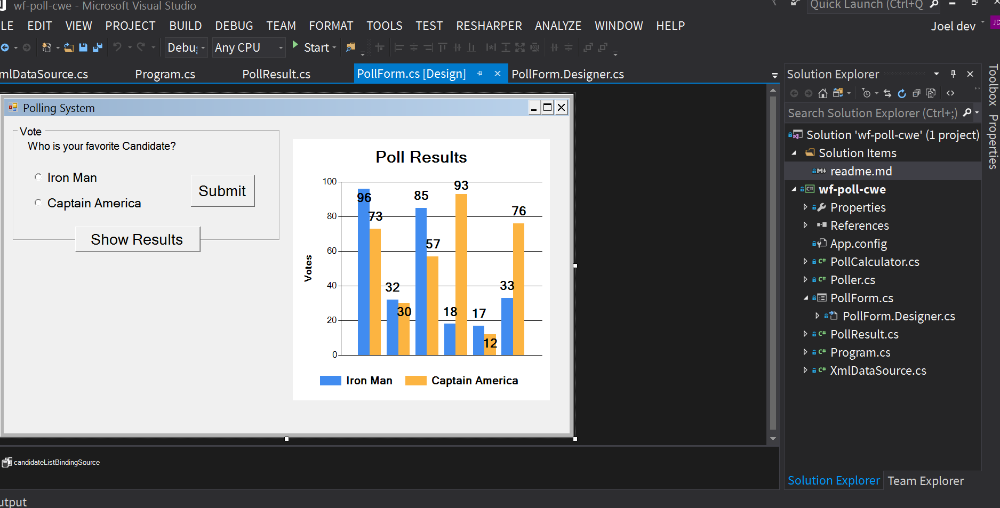 wf-poll-cwe - Microsoft Visual Studio
Quick Launch (Ctrl+Q
LE EDIT VIEW PROJECT BUILD DEBUG TEAM FORMAT TOOLS TEST RESHARPER ANALYZE WINDOW HELP
Joel dev
JD
Debug Any CPU Start
mlDataSource.cs Program.cs PollResult.cs PollForm.cs [Design] PollForm.Designer.cs
Polling System
Vote
Who is your favorite Candidate?
Iron Man
Captain America
Submit
Show Results
Poll Results
Votes
100
80
60
40
20
0
96
73
32
30
85
57
18
93
17
12
33
76
Iron Man Captain America
candidateListBindingSource
utput
Solution Explorer
Search Solution Explorer (Ctrl+;)
Solution 'wf-poll-cwe' (1 project)
Solution Items
M↓ readme.md
C# wf-poll-cwe
Properties
References
App.config
C# PollCalculator.cs
C# Poller.cs
PollForm.cs
PollForm.Designer.cs
C# PollResult.cs
C# Program.cs
C# XmlDataSource.cs
Solution Explorer Team Explorer
Toolbox
Properties